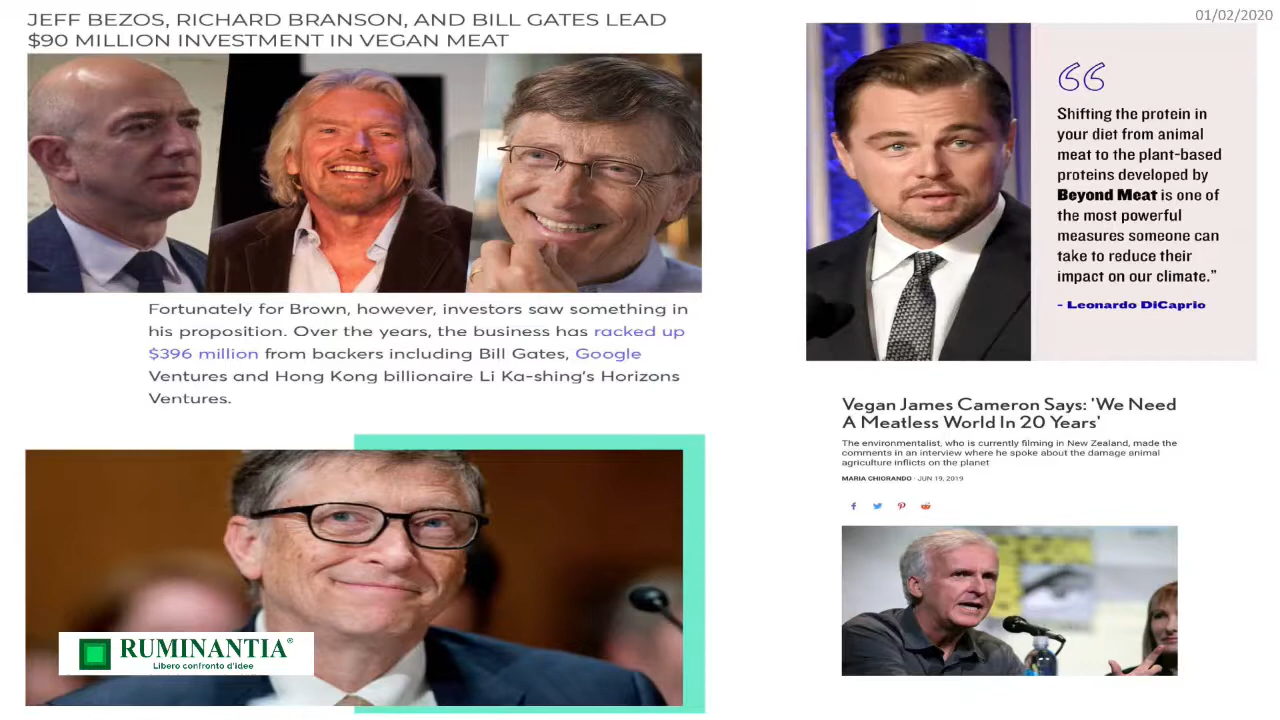 01/02/2020
JEFF BEZOS, RICHARD BRANSON, AND BILL GATES LEAD
$90 MILLION INVESTMENT IN VEGAN MEAT
Fortunately for Brown, however, investors saw something in
his proposition. Over the years, the business has racked up
$396 million from backers including Bill Gates, Google
Ventures and Hong Kong billionaire Li Ka-shing's Horizons
Ventures.
RUMINANTIA®
Libero confronto d'idee
“
Shifting the protein in
your diet from animal
meat to the plant-based
proteins developed by
Beyond Meat is one of
the most powerful
measures someone can
take to reduce their
impact on our climate.”
- Leonardo DiCaprio
Vegan James Cameron Says: 'We Need
A Meatless World In 20 Years'
The environmentalist, who is currently filming in New Zealand, made the
comments in an interview where he spoke about the damage animal
agriculture inflicts on the planet
MARIA CHIORANDO · JUN 19, 2019